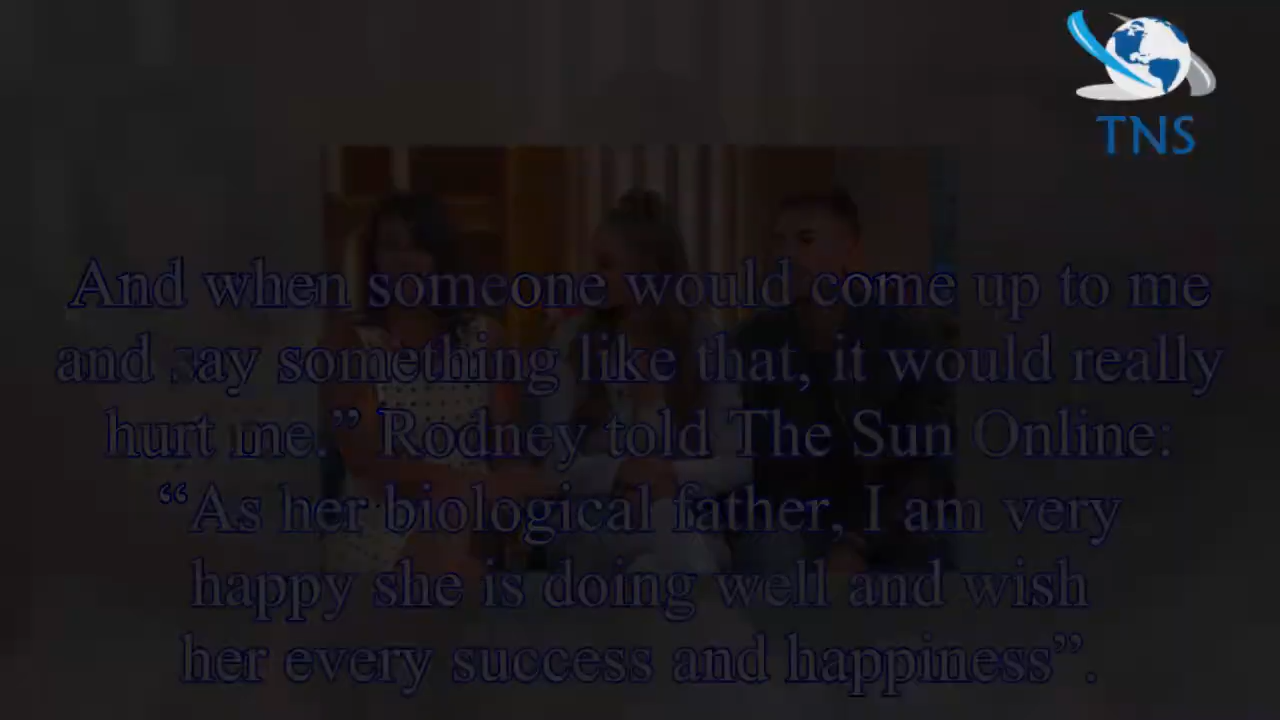 TNS
And when someone would come up to me
and say something like that, it would really
hurt me.” Rodney told The Sun Online:
“As her biological father, I am very
happy she is doing well and wish
her every success and happiness”.